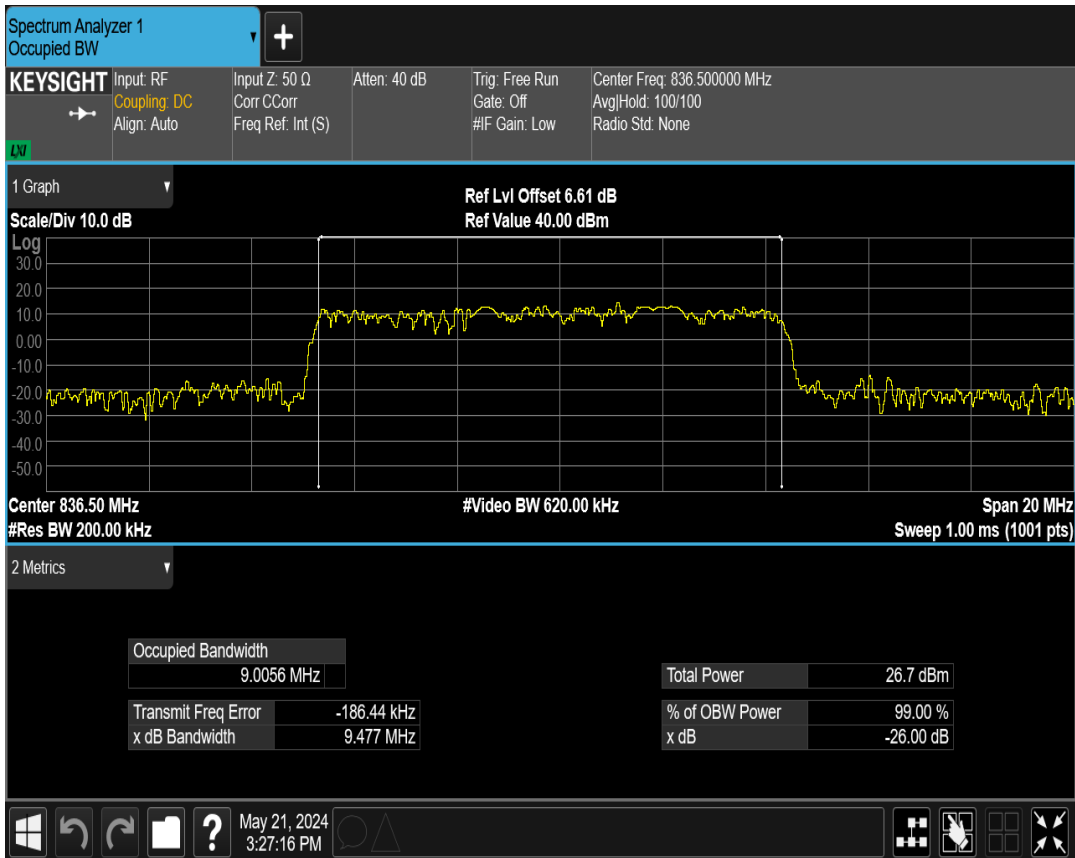 Spectrum Analyzer 1
Occupied BW
+
KEYSIGHT
Input: RF
Coupling: DC
Align: Auto
Input Z: 50 Ω
Corr CCorr
Freq Ref: Int (S)
Atten: 40 dB
Trig: Free Run
Gate: Off
#IF Gain: Low
Center Freq: 836.500000 MHz
Avg|Hold: 100/100
Radio Std: None
LXI
1 Graph
Ref Lvl Offset 6.61 dB
Scale/Div 10.0 dB
Ref Value 40.00 dBm
Log
30.0
20.0
10.0
0.00
-10.0
-20.0
-30.0
-40.0
-50.0
Center 836.50 MHz
#Video BW 620.00 kHz
Span 20 MHz
#Res BW 200.00 kHz
Sweep 1.00 ms (1001 pts)
2 Metrics
Occupied Bandwidth
9.0056 MHz
Total Power 26.7 dBm
Transmit Freq Error -186.44 kHz
% of OBW Power 99.00 %
x dB Bandwidth 9.477 MHz
x dB -26.00 dB
?
May 21, 2024
3:27:16 PM